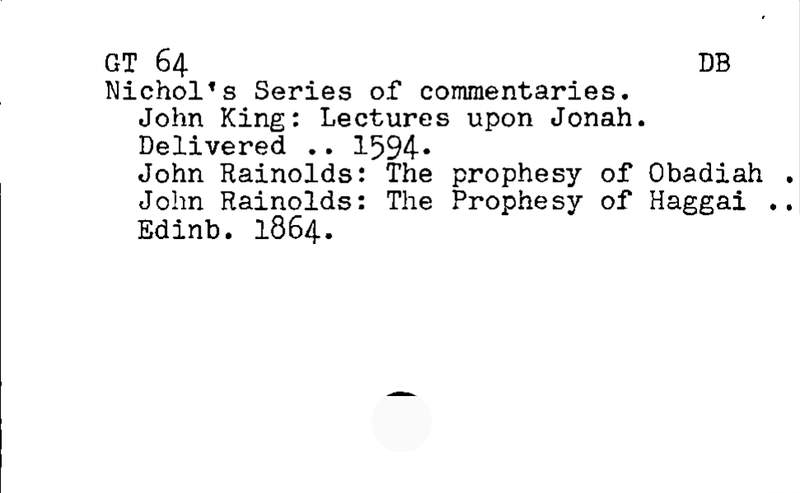 GT 64 DB
Nichol's Series of commentaries.
John King: Lectures upon Jonah.
Delivered .. 1594.
John Rainolds: The prophesy of Obadiah .
John Rainolds: The Prophesy of Haggai ..
Edinb. 1864.